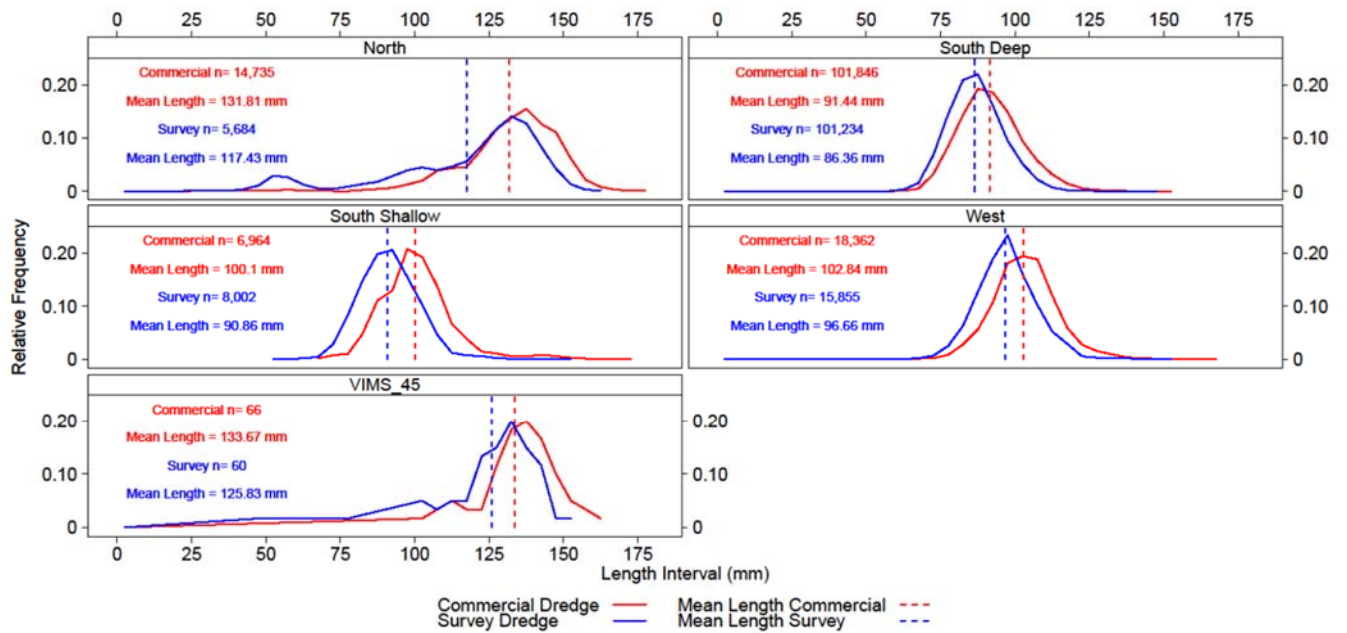 0 25 50 75 100 125 150 175 0 25 50 75 100 125 150 175
North South Deep
Commercial n= 14,735
Mean Length = 131.81 mm
Survey n= 5,684
Mean Length = 117.43 mm
0.20
0.10
0
Commercial n= 101,846
Mean Length = 91.44 mm
Survey n= 101,234
Mean Length = 86.36 mm
0.20
0.10
0
South Shallow West
Commercial n= 6,964
Mean Length = 100.1 mm
Survey n= 8,002
Mean Length = 90.86 mm
0.20
0.10
0
Commercial n= 18,362
Mean Length = 102.84 mm
Survey n= 15,855
Mean Length = 96.66 mm
0.20
0.10
0
Relative Frequency
VIMS_45
Commercial n= 66
Mean Length = 133.67 mm
Survey n= 60
Mean Length = 125.83 mm
0.20
0.10
0
0.20
0.10
0
0 25 50 75 100 125 150 175
Length Interval (mm)
Commercial Dredge Mean Length Commercial
Survey Dredge Mean Length Survey